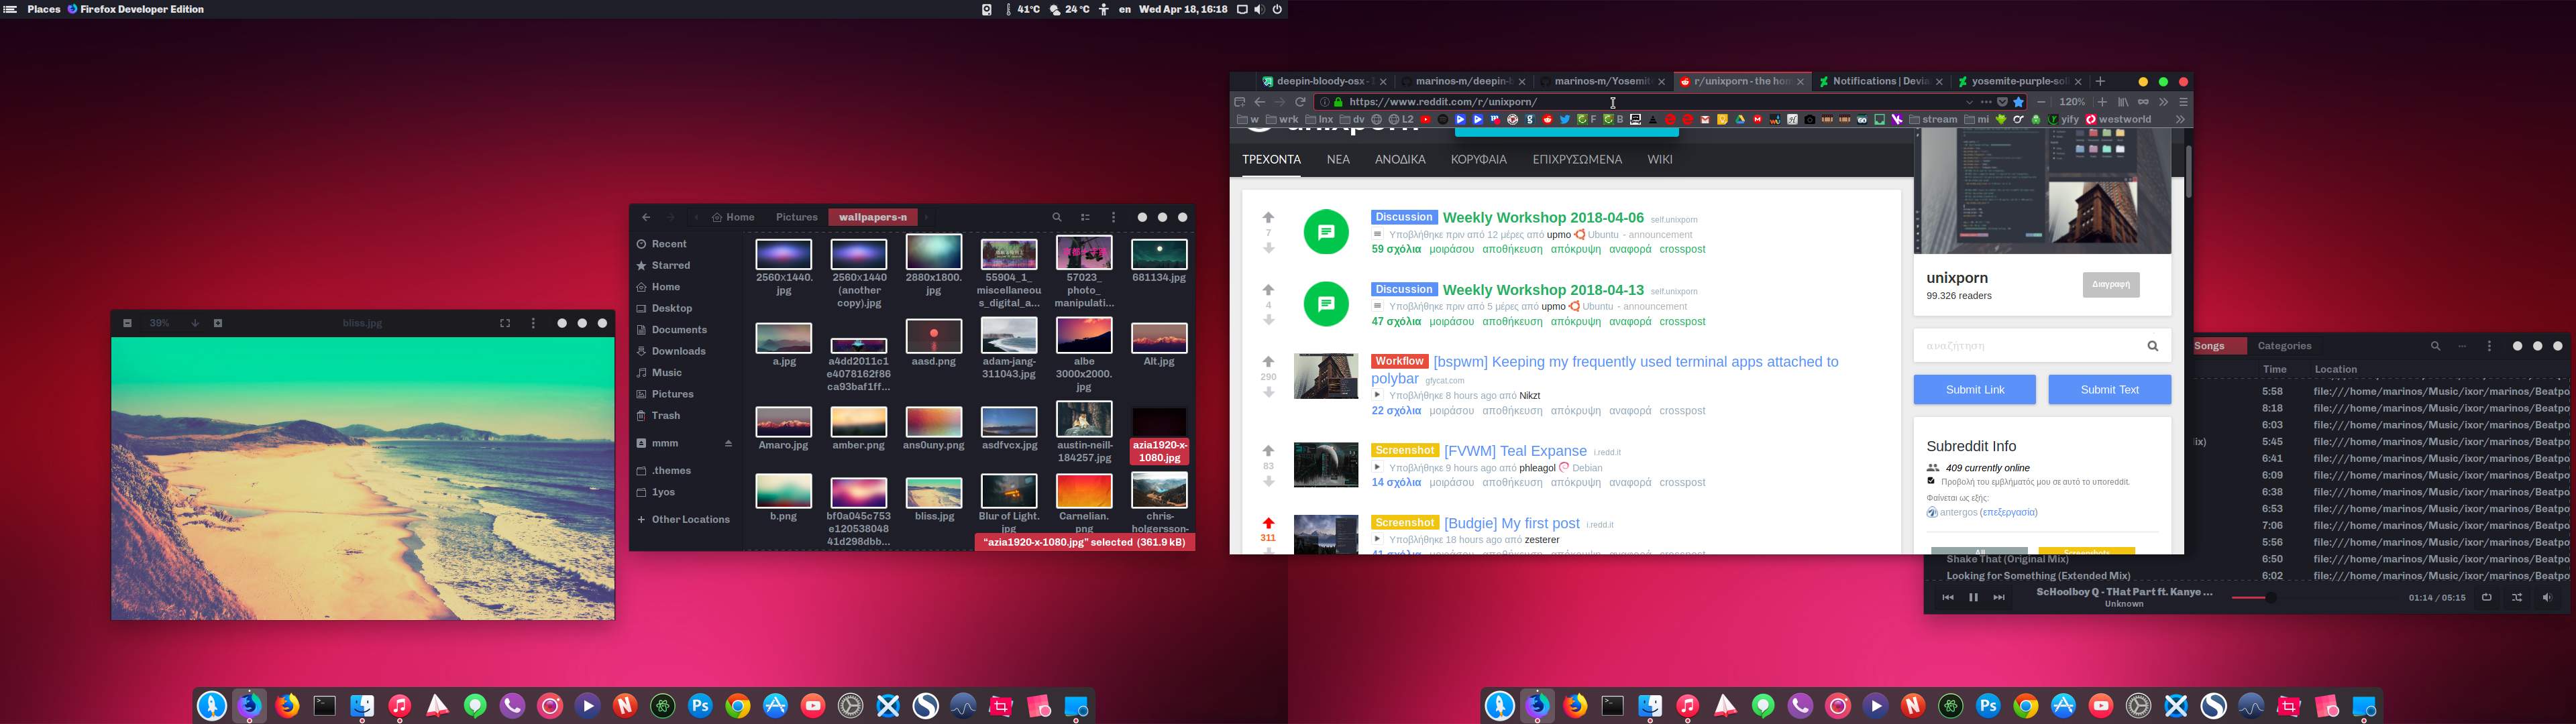 Places Firefox Developer Edition
41°C 24 °C en Wed Apr 18, 16:18
39% bliss.jpg
Home Pictures wallpapers-n
Recent
Starred
Home
Desktop
Documents
Downloads
Music
Pictures
Trash
mmm
.themes
1yos
Other Locations
2560x1440.jpg
2560x1440 (another copy).jpg
2880x1800.jpg
55904_1_miscellaneous_digital_a...
57023_photo_manipulati...
681134.jpg
a.jpg
a4dd2011c1e4078162f86ca93baf1ff...
aasd.png
adam-jang-311043.jpg
albe 3000x2000.jpg
Alt.jpg
Amaro.jpg
amber.png
ans0uny.png
asdfvcx.jpg
austin-neill-184257.jpg
azia1920-x-1080.jpg
b.png
bf0a045c753e12053804841d298dbb...
bliss.jpg
Blur of Light.jpg
Carnelian.png
chris-holgersson-
"azia1920-x-1080.jpg" selected (361.9 kB)
deepin-bloody-osx - marinos-m/deepin-b marinos-m/Yosemit r/unixporn - the hom Notifications | Devia yosemite-purple-soli
https://www.reddit.com/r/unixporn/ 120%
w wrk lnx dv L2 F B stream mi yify westworld
unixporn
ΤΡΕΧΟΝΤΑ ΝΕΑ ΑΝΟΔΙΚΑ ΚΟΡΥΦΑΙΑ ΕΠΙΧΡΥΣΩΜΕΝΑ WIKI
7
Discussion Weekly Workshop 2018-04-06 self.unixporn
Υποβλήθηκε πριν από 12 μέρες από upmo Ubuntu - announcement
59 σχόλια μοιράσου αποθήκευση απόκρυψη αναφορά crosspost
4
Discussion Weekly Workshop 2018-04-13 self.unixporn
Υποβλήθηκε πριν από 5 μέρες από upmo Ubuntu - announcement
47 σχόλια μοιράσου αποθήκευση απόκρυψη αναφορά crosspost
290
Workflow [bspwm] Keeping my frequently used terminal apps attached to
polybar gfycat.com
Υποβλήθηκε 8 hours ago από Nikzt
22 σχόλια μοιράσου αποθήκευση απόκρυψη αναφορά crosspost
83
Screenshot [FVWM] Teal Expanse i.redd.it
Υποβλήθηκε 9 hours ago από phleagol Debian
14 σχόλια μοιράσου αποθήκευση απόκρυψη αναφορά crosspost
311
Screenshot [Budgie] My first post i.redd.it
Υποβλήθηκε 18 hours ago από zesterer
41 σχόλια μοιράσου αποθήκευση απόκρυψη αναφορά crosspost
unixporn
99.326 readers
Διαγραφή
αναζήτηση
Submit Link Submit Text
Subreddit Info
409 currently online
Προβολή του εμβλήματός μου σε αυτό το υποreddit.
Φαίνεται ως εξής:
antergos (επεξεργασία)
All Screenshots
Songs Categories
Time Location
5:58 file:///home/marinos/Music/ixor/marinos/Beatpo
8:18 file:///home/marinos/Music/ixor/marinos/Beatpo
6:03 file:///home/marinos/Music/ixor/marinos/Beatpo
lix) 5:45 file:///home/marinos/Music/ixor/marinos/Beatpo
6:41 file:///home/marinos/Music/ixor/marinos/Beatpo
6:09 file:///home/marinos/Music/ixor/marinos/Beatpo
6:38 file:///home/marinos/Music/ixor/marinos/Beatpo
6:53 file:///home/marinos/Music/ixor/marinos/Beatpo
7:06 file:///home/marinos/Music/ixor/marinos/Beatpo
5:56 file:///home/marinos/Music/ixor/marinos/Beatpo
Shake That (Original Mix) 6:50 file:///home/marinos/Music/ixor/marinos/Beatpo
Looking for Something (Extended Mix) 6:02 file:///home/marinos/Music/ixor/marinos/Beatpo
ScHoolboy Q - THat Part ft. Kanye ...
Unknown
01:14 / 05:15
Ps